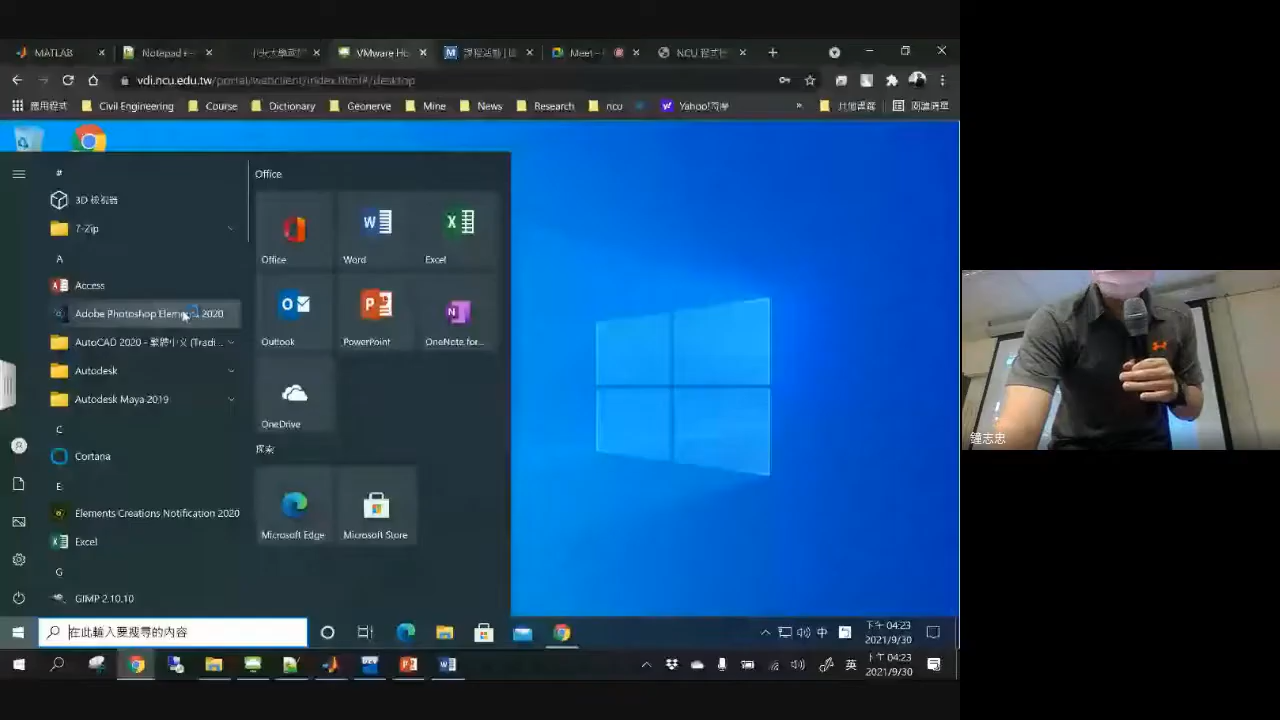 MATLAB
Notepad
VMware Ho
Meet -
NCU 程式
vdi.ncu.edu.tw/portal/webclient/index.html#/desktop
應用程式
Civil Engineering
Course
Dictionary
Geonerve
Mine
News
Research
ncu
Yahoo!奇摩
»
其他書籤
閱讀清單
#
3D 檢視器
7-Zip
A
Access
Adobe Photoshop Elements 2020
AutoCAD 2020 - 繁體中文 (Tradi...
Autodesk
Autodesk Maya 2019
C
Cortana
E
Elements Creations Notification 2020
Excel
G
GIMP 2.10.10
Office
Office
Word
Excel
Outlook
PowerPoint
OneNote for...
OneDrive
探索
Microsoft Edge
Microsoft Store
在此輸入要搜尋的內容
中
下午 04:23
2021/9/30
英
下午 04:23
2021/9/30
鐘志忠